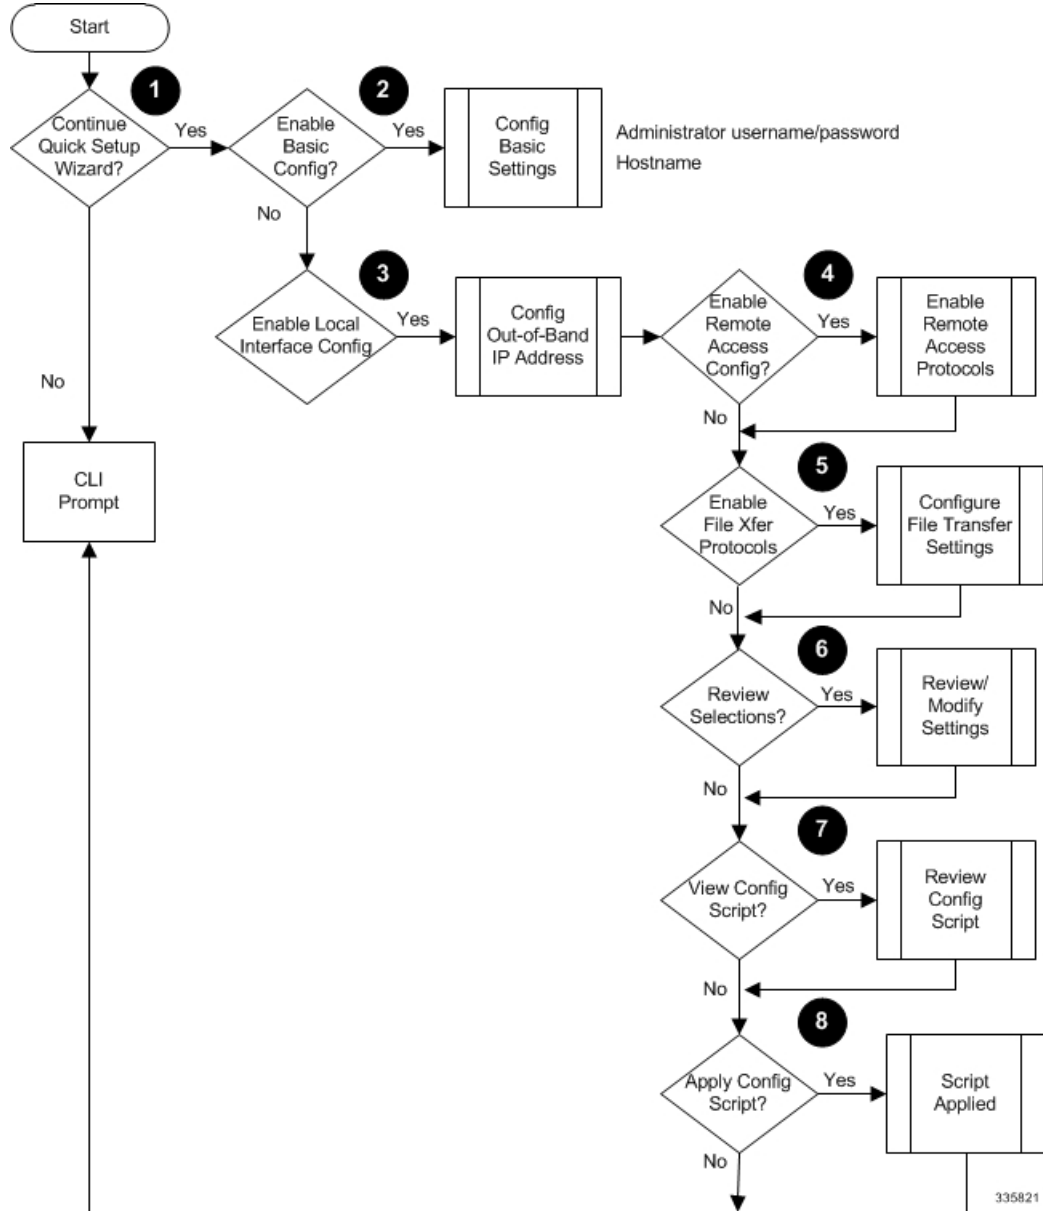 Start
1
Continue
Quick Setup
Wizard?
Yes
2
Enable
Basic
Config?
Yes
Config
Basic
Settings
Administrator username/password
Hostname
No
No
3
Enable Local
Interface Config
Yes
Config
Out-of-Band
IP Address
4
Enable
Remote
Access
Config?
Yes
Enable
Remote
Access
Protocols
No
CLI
Prompt
5
Enable
File Xfer
Protocols
Yes
Configure
File Transfer
Settings
No
6
Review
Selections?
Yes
Review/
Modify
Settings
No
7
View Config
Script?
Yes
Review
Config
Script
No
8
Apply Config
Script?
Yes
Script
Applied
No
335821